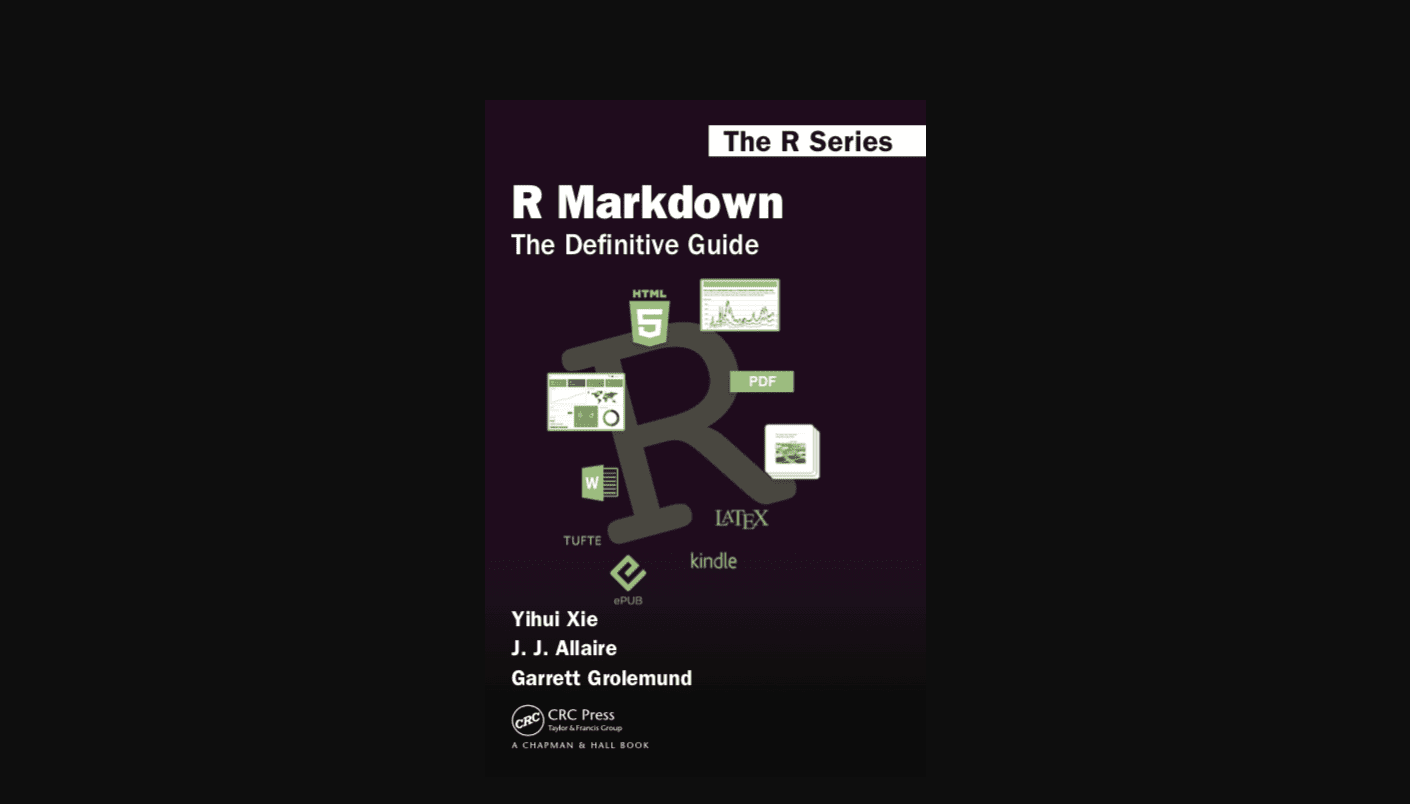 The R Series
R Markdown
The Definitive Guide
HTML
5
PDF
W
LATEX
TUFTE
kindle
ePUB
Yihui Xie
J. J. Allaire
Garrett Grolemund
CRC
CRC Press
Taylor & Francis Group
A CHAPMAN & HALL BOOK